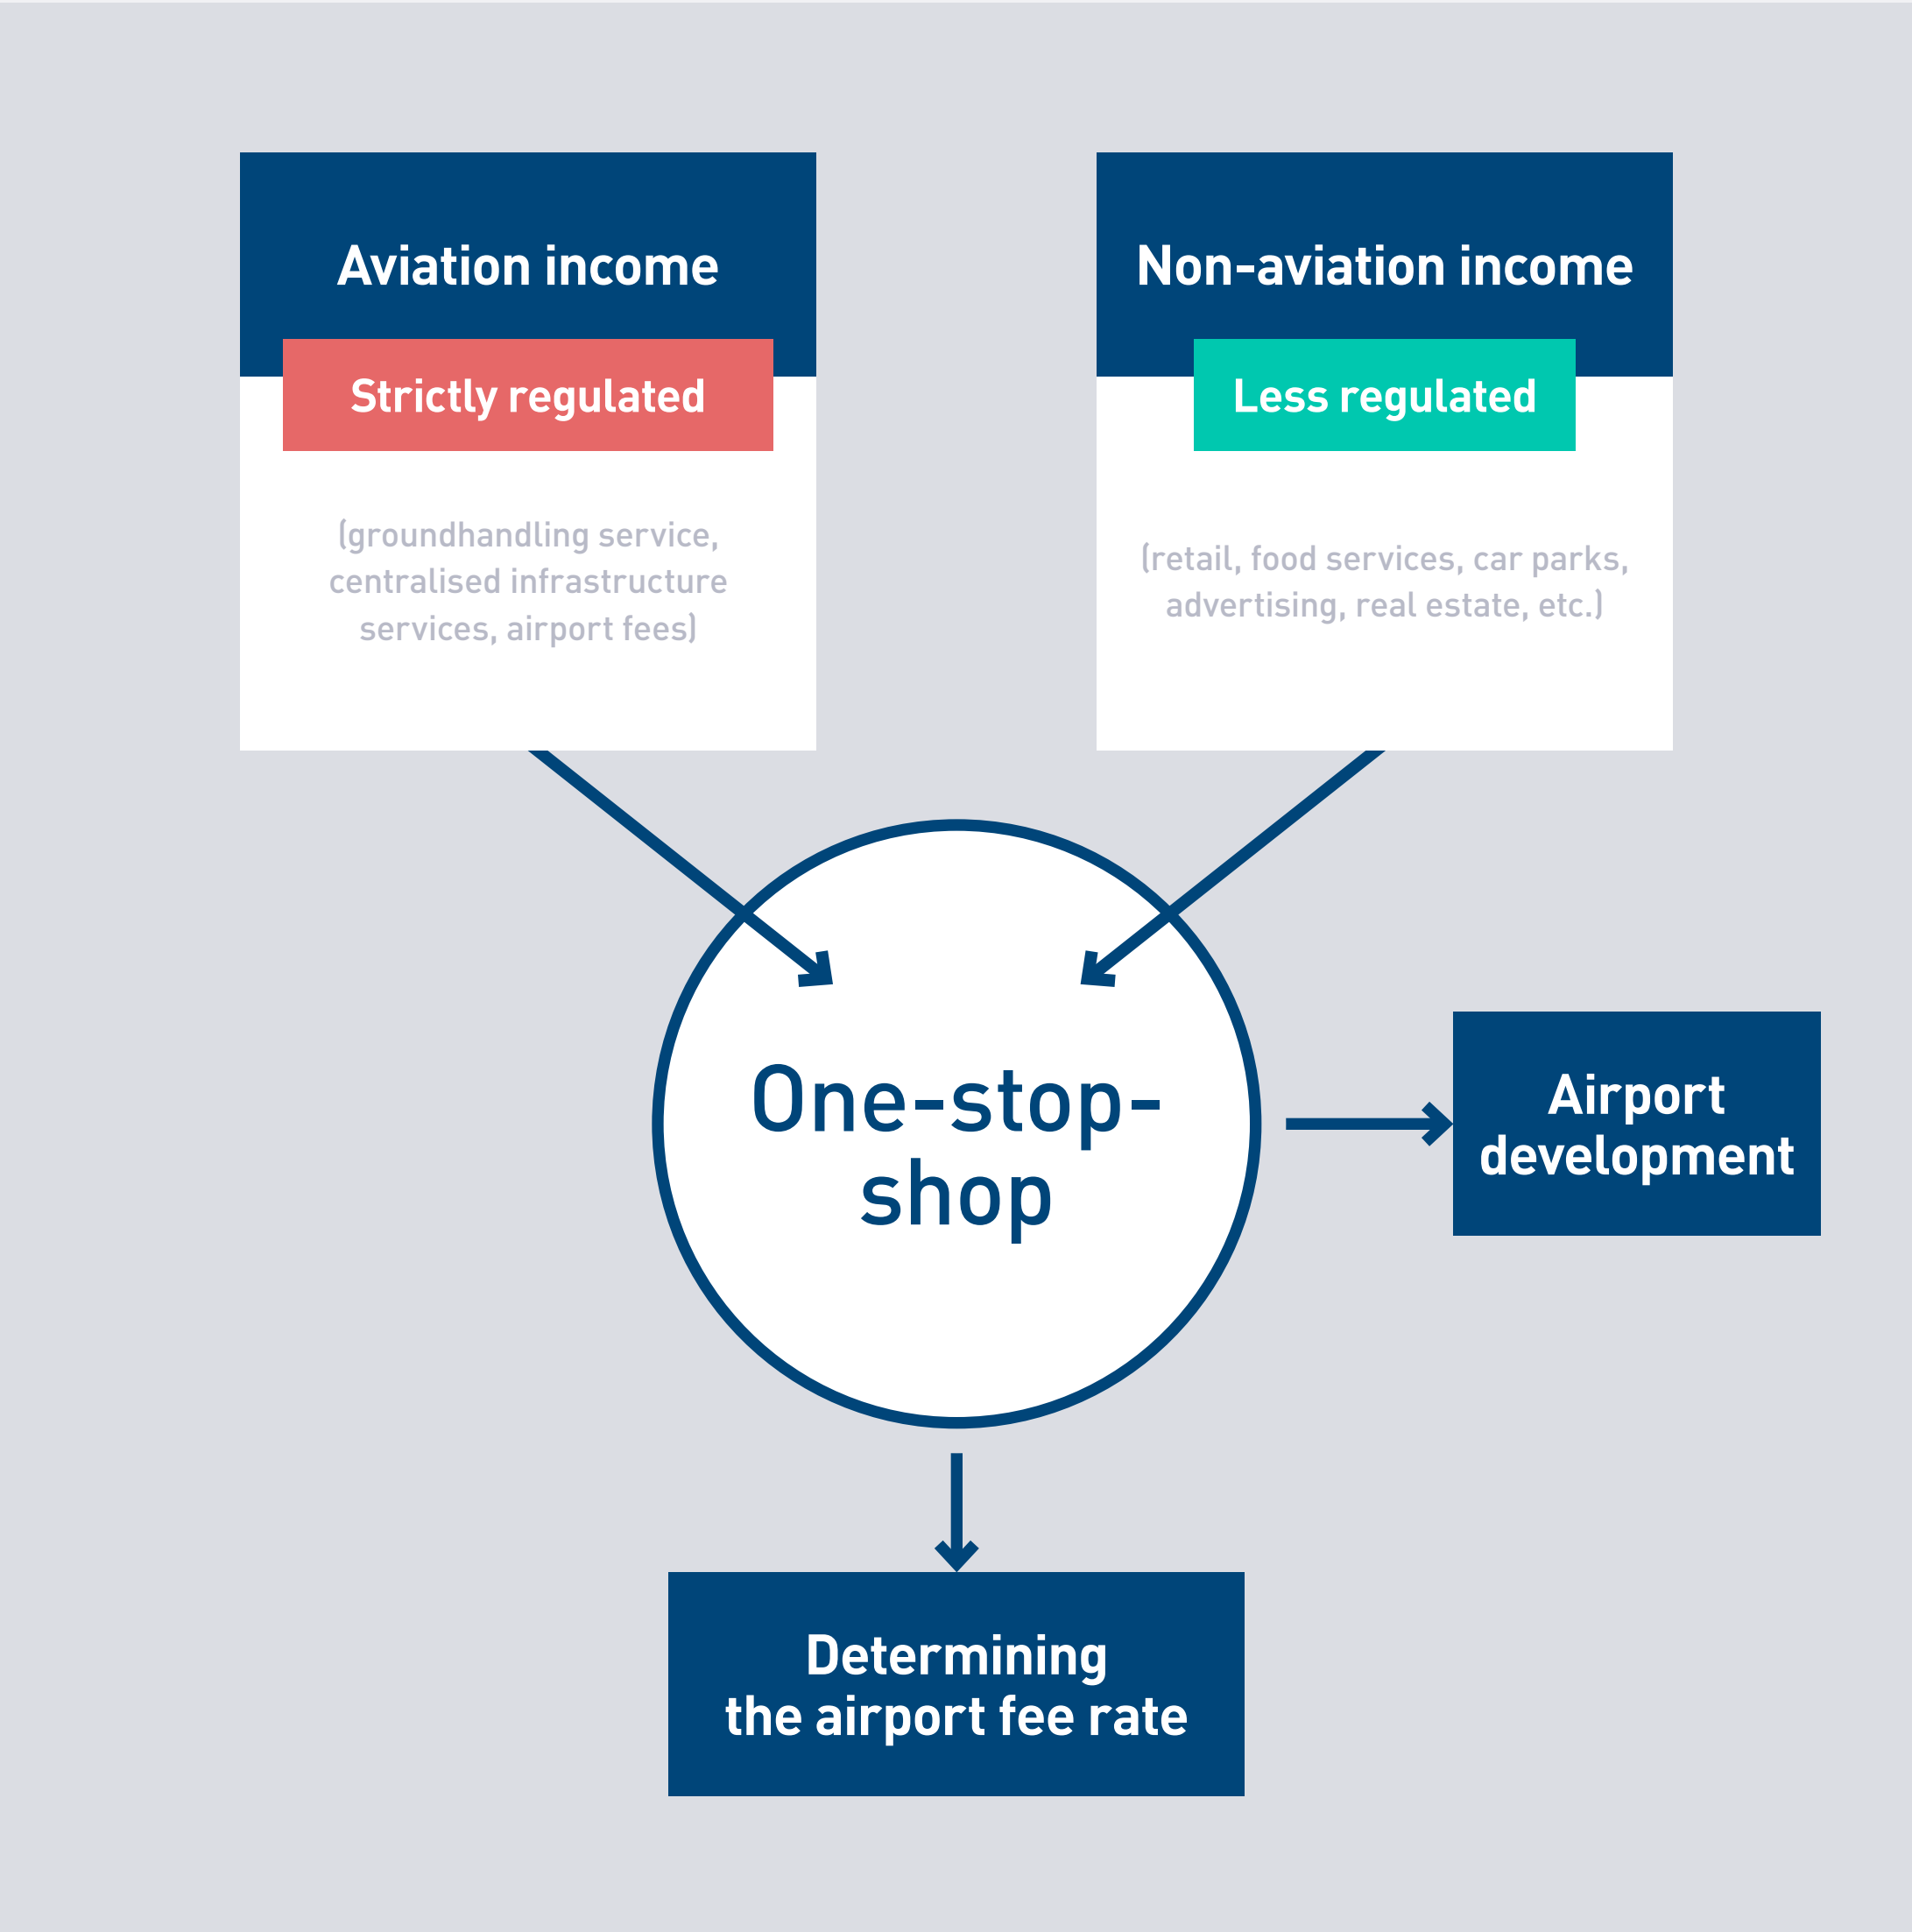 Aviation income
Strictly regulated
(groundhandling service,
centralised infrastructure
services, airport fees)
Non-aviation income
Less regulated
(retail, food services, car parks,
advertising, real estate, etc.)
One-stop-
shop
Airport
development
Determining
the airport fee rate